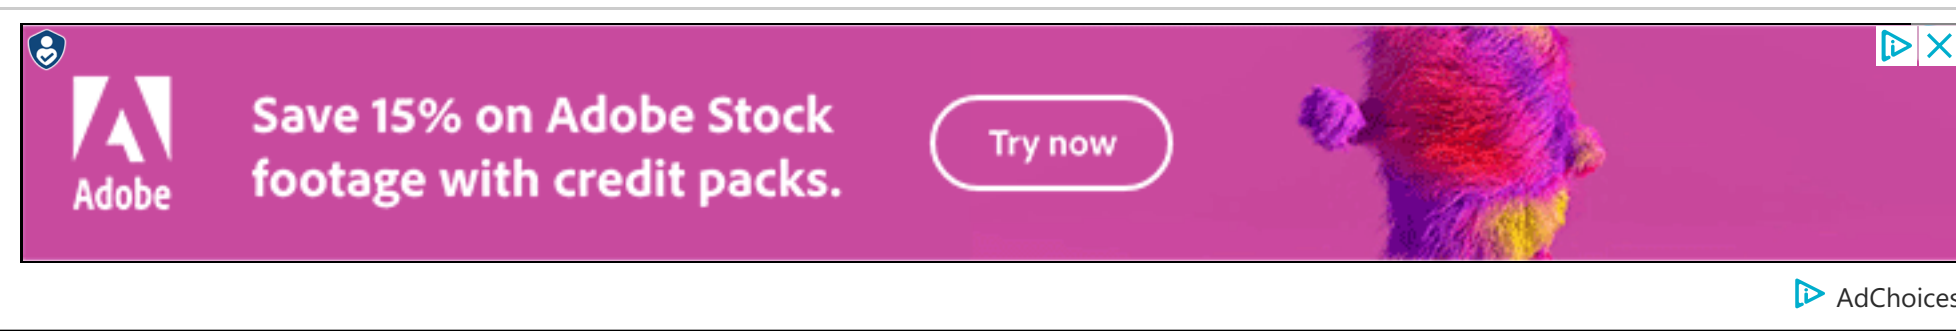 Adobe
Save 15% on Adobe Stock
footage with credit packs.
Try now
AdChoices